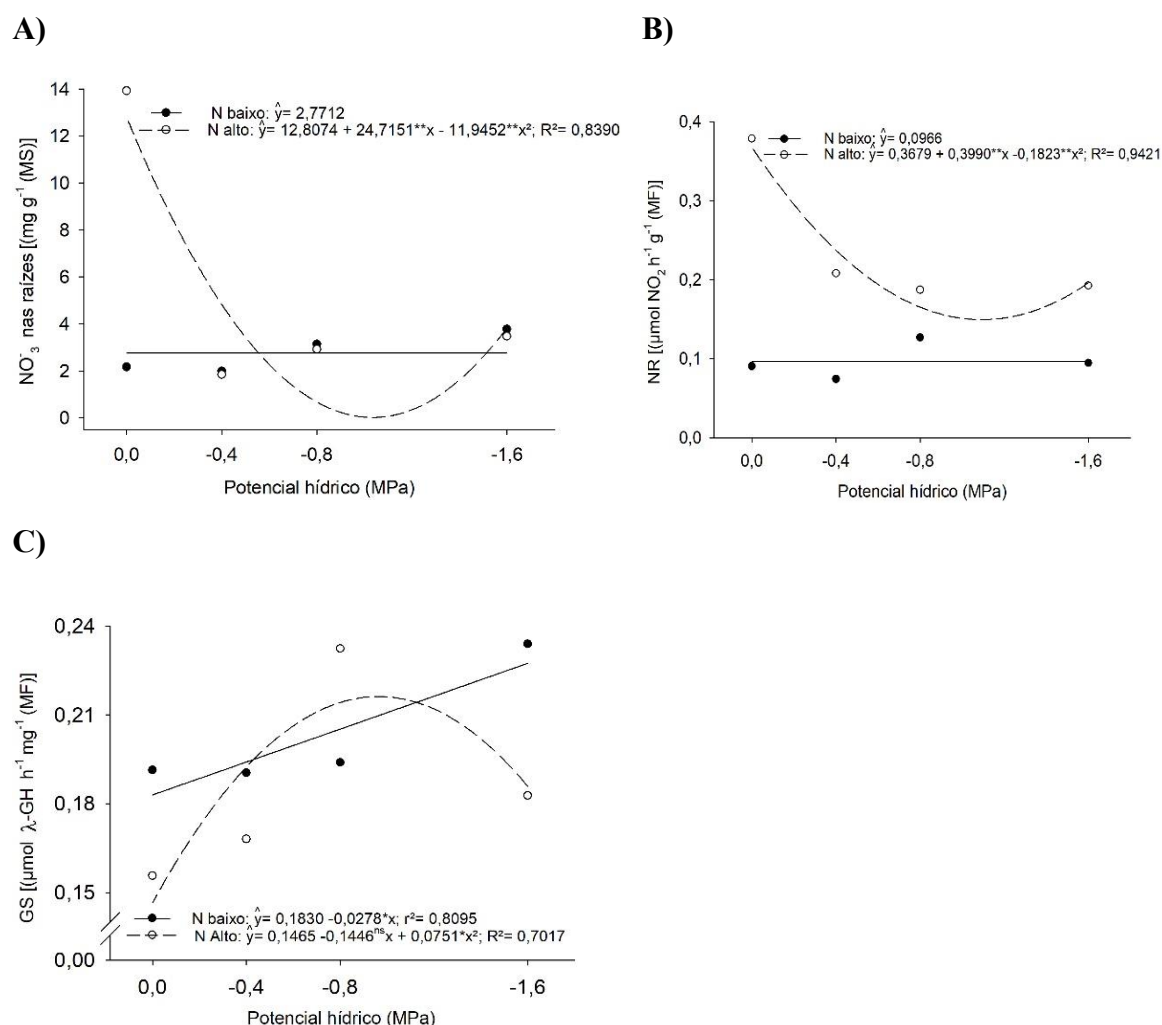 A)
14
12
10
8
6
4
2
0
NO₃⁻ nas raízes [(mg g⁻¹ (MS)]
N baixo: ŷ= 2,7712
N alto: ŷ= 12,8074 + 24,7151**x - 11,9452**x²; R²= 0,8390
0,0 -0,4 -0,8 -1,6
Potencial hídrico (MPa)
B)
0,4
0,3
0,2
0,1
0,0
NR [(µmol NO₂ h⁻¹ g⁻¹ (MF)]
N baixo: ŷ= 0,0966
N alto: ŷ= 0,3679 + 0,3990**x -0,1823**x²; R²= 0,9421
0,0 -0,4 -0,8 -1,6
Potencial hídrico (MPa)
C)
0,24
0,21
0,18
0,15
0,00
GS [(µmol λ-GH h⁻¹ mg⁻¹ (MF)]
N baixo: ŷ= 0,1830 -0,0278*x; r²= 0,8095
N Alto: ŷ= 0,1465 -0,1446ⁿˢx + 0,0751*x²; R²= 0,7017
0,0 -0,4 -0,8 -1,6
Potencial hídrico (MPa)